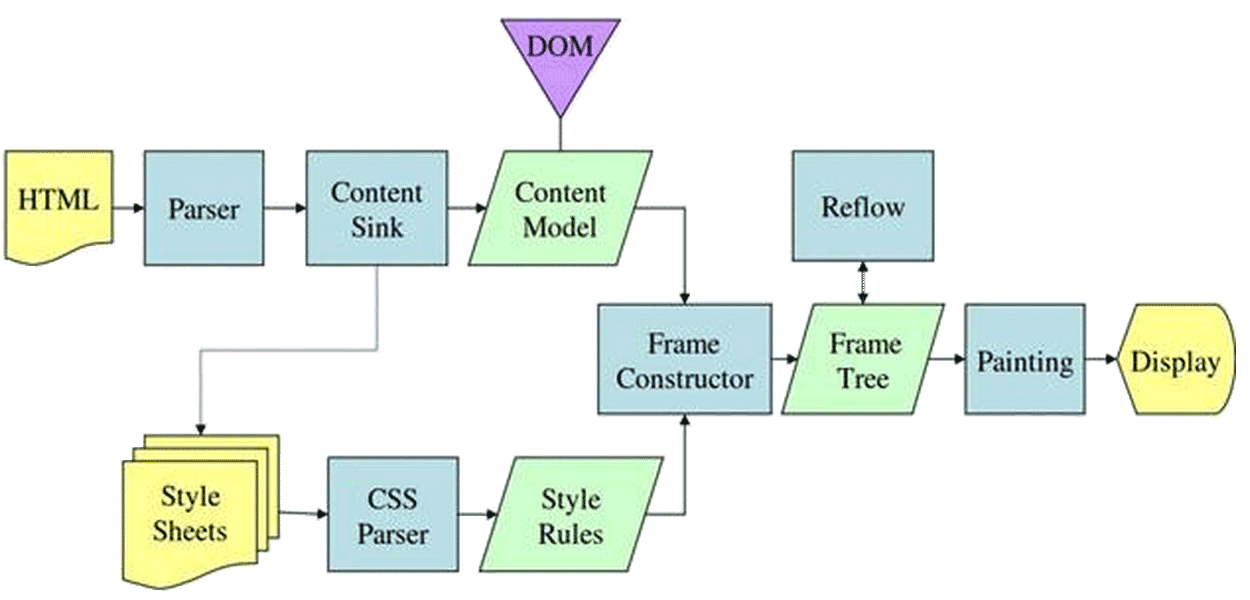 DOM
HTML
Parser
Content
Sink
Content
Model
Reflow
Frame
Constructor
Frame
Tree
Painting
Display
Style
Sheets
CSS
Parser
Style
Rules